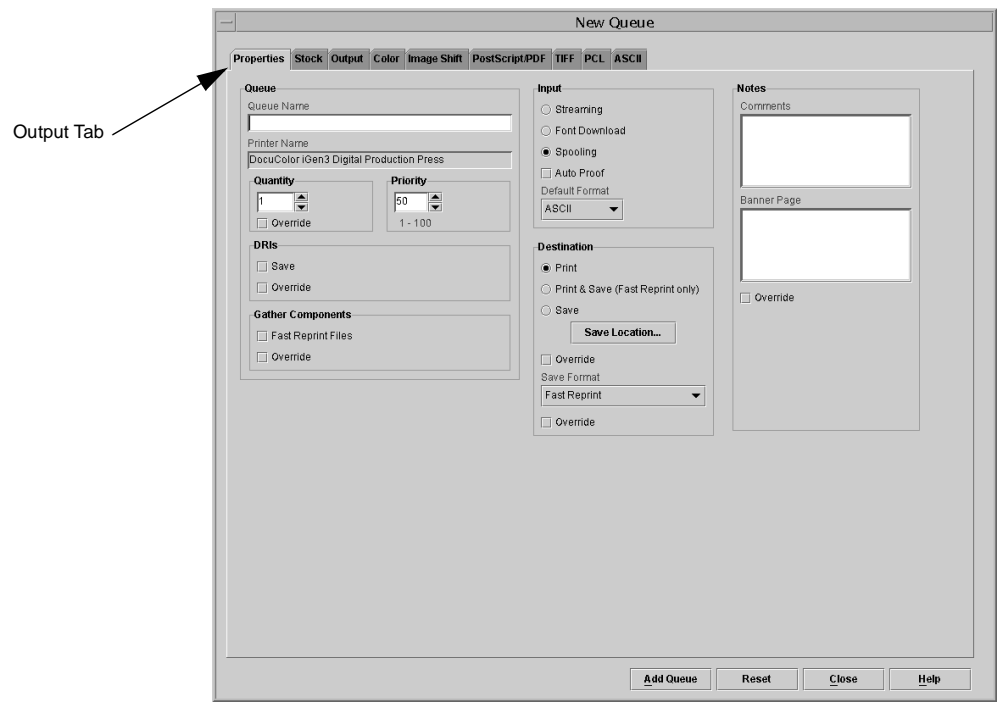 New Queue
Properties Stock Output Color Image Shift PostScript/PDF TIFF PCL ASCII
Output Tab
Queue
Queue Name
Printer Name
DocuColor iGen3 Digital Production Press
Quantity
1
Override
Priority
50
1 - 100
DRIs
Save
Override
Gather Components
Fast Reprint Files
Override
Input
Streaming
Font Download
Spooling
Auto Proof
Default Format
ASCII
Destination
Print
Print & Save (Fast Reprint only)
Save
Save Location...
Override
Save Format
Fast Reprint
Override
Notes
Comments
Banner Page
Override
Add Queue Reset Close Help